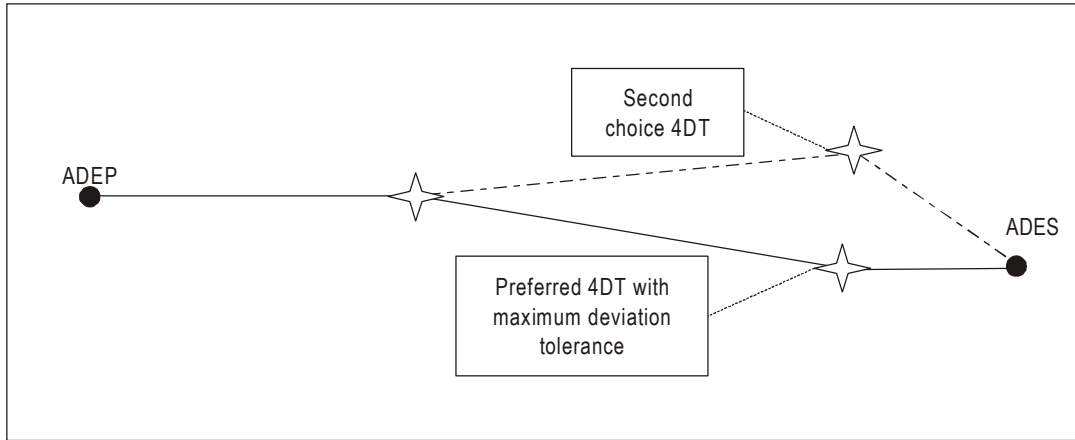 Second
choice 4DT
ADEP
ADES
Preferred 4DT with
maximum deviation
tolerance